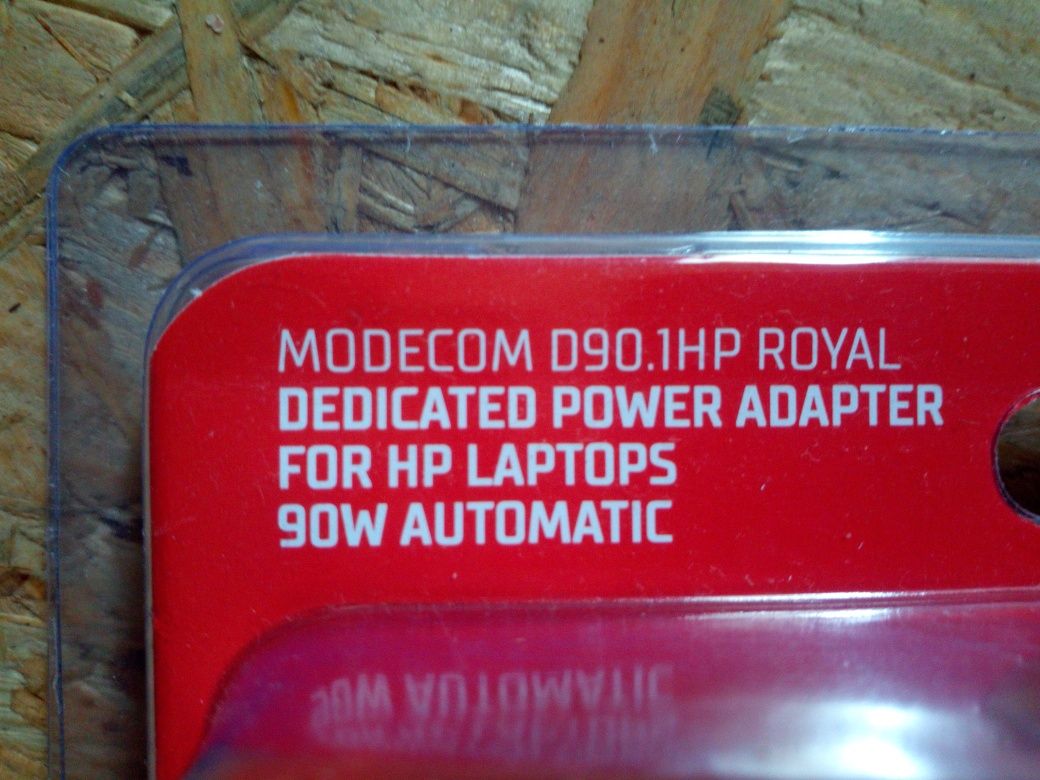 MODECOM D90.1HP ROYAL
DEDICATED POWER ADAPTER
FOR HP LAPTOPS
90W AUTOMATIC